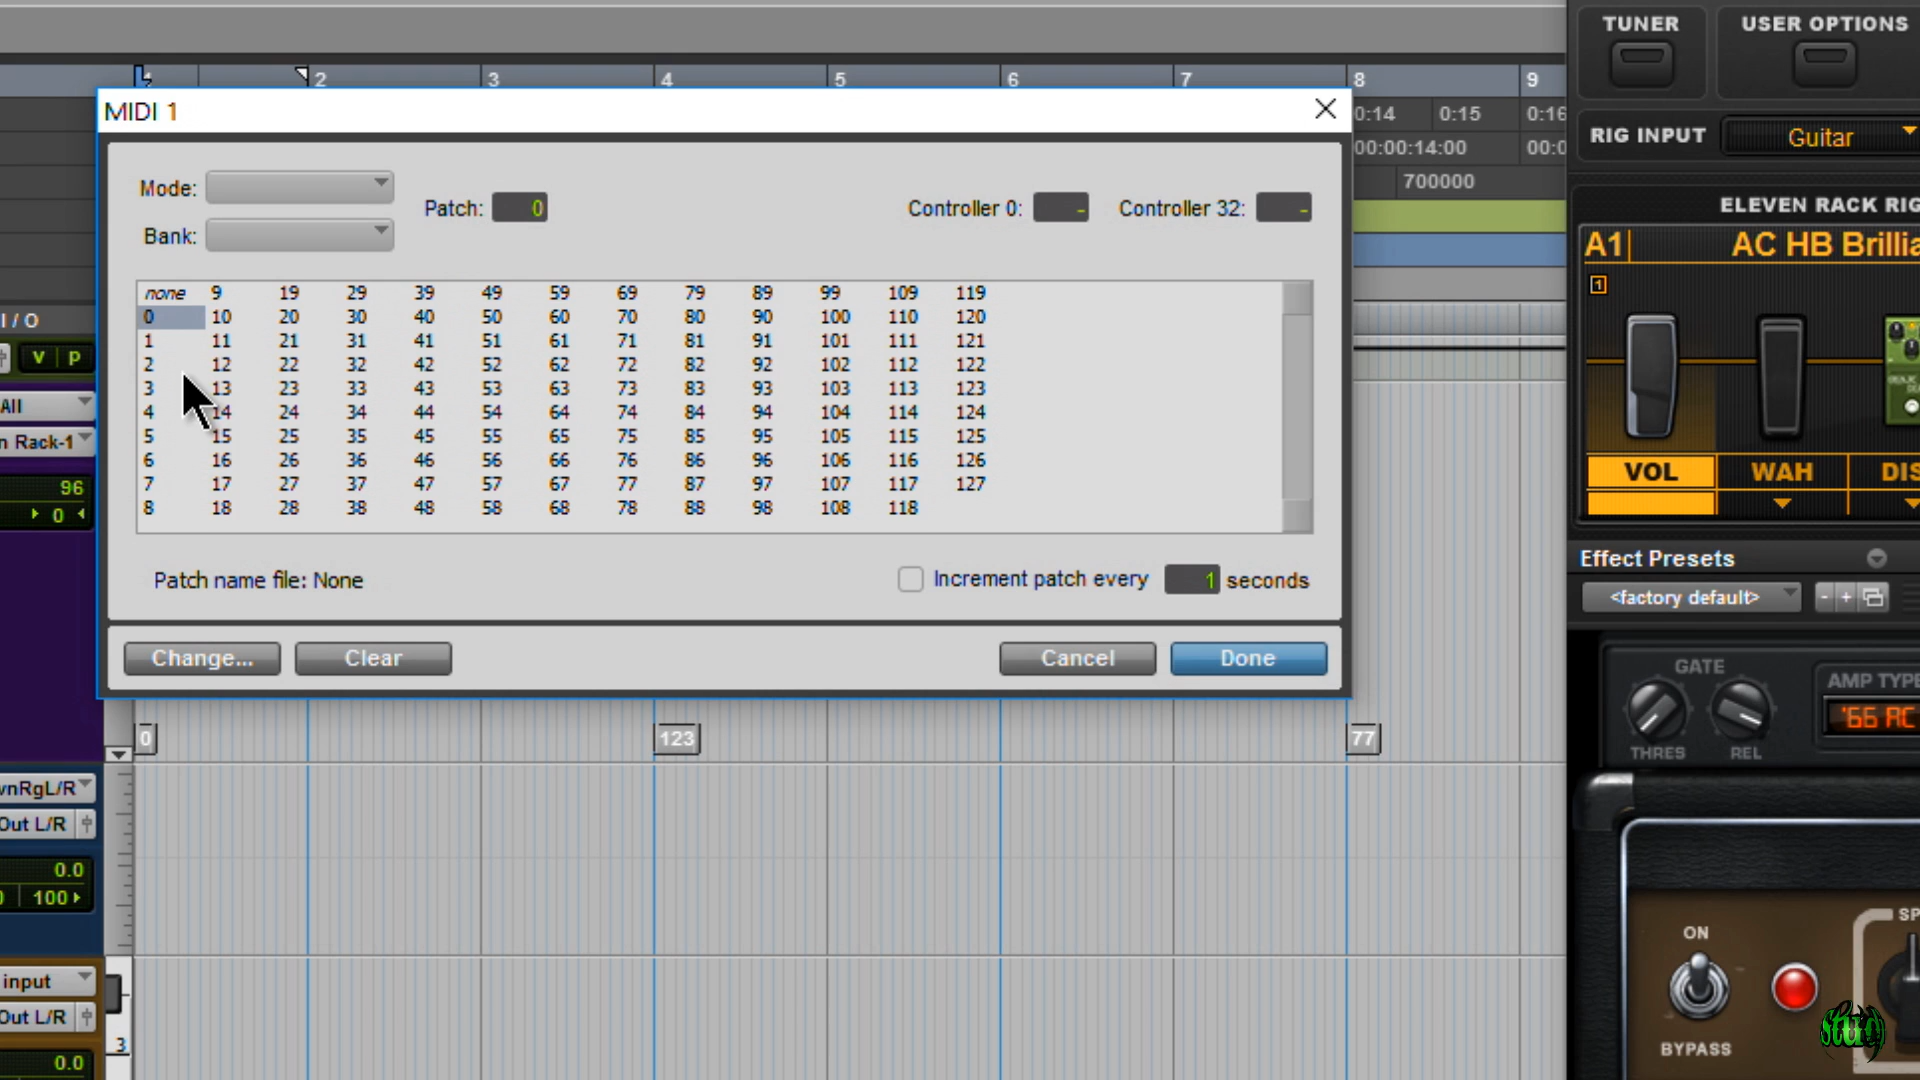 TUNER
USER OPTIONS
2 3 4 5 6 7 8 9
MIDI 1
0:14 0:15 0:16
00:00:14:00
700000
RIG INPUT Guitar
ELEVEN RACK RIG
A1 AC HB Brillia
1
Mode:
Bank:
Patch: 0
Controller 0: -
Controller 32: -
none 9 19 29 39 49 59 69 79 89 99 109 119
0 10 20 30 40 50 60 70 80 90 100 110 120
1 11 21 31 41 51 61 71 81 91 101 111 121
2 12 22 32 42 52 62 72 82 92 102 112 122
3 13 23 33 43 53 63 73 83 93 103 113 123
4 14 24 34 44 54 64 74 84 94 104 114 124
5 15 25 35 45 55 65 75 85 95 105 115 125
6 16 26 36 46 56 66 76 86 96 106 116 126
7 17 27 37 47 57 67 77 87 97 107 117 127
8 18 28 38 48 58 68 78 88 98 108 118
Patch name file: None
Increment patch every 1 seconds
Change...
Clear
Cancel
Done
I / O
V P
All
n Rack-1
96
0
VOL WAH DIS
Effect Presets
<factory default>
- +
GATE
THRES REL
AMP TYPE
'66 AC
0 123 77
wnRgL/R
Out L/R
0.0
100
input
Out L/R
0.0
3
ON
BYPASS
SP